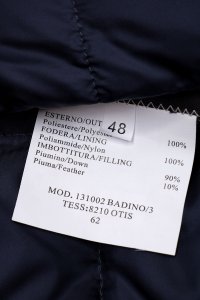 ESTERNO/OUT
48
Poliestere/Polyester 100%
FODERA/LINING
Poliammide/Nylon 100%
IMBOTTITURA/FILLING 100%
Piumino/Down 90%
Piuma/Feather 10%
MOD. 131002 BADINO/3
TESS:8210 OTIS
62